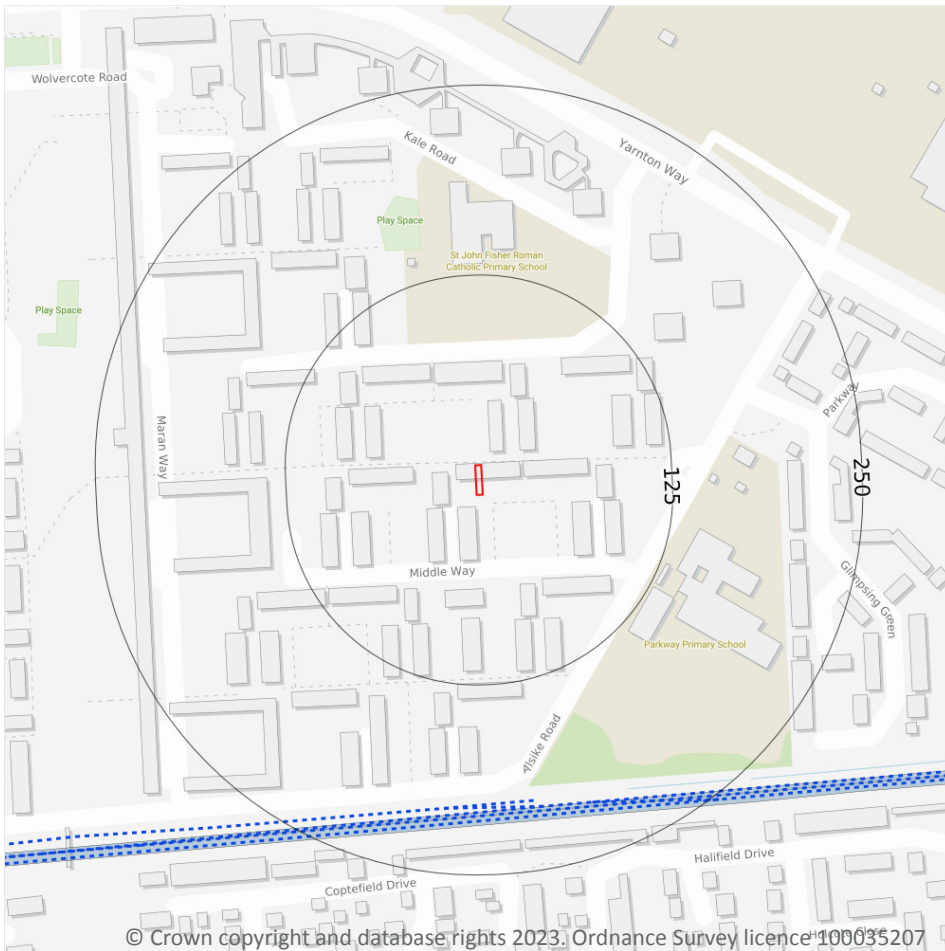 Wolvercote Road
Kale Road
Yarnton Way
Play Space
St John Fisher Roman
Catholic Primary School
Play Space
Parkway
Maran Way
125
250
Middle Way
Glimpsing Green
Parkway Primary School
Alsike Road
Halifield Drive
Coptefield Drive
© Crown copyright and database rights 2023. Ordnance Survey licence 100035207